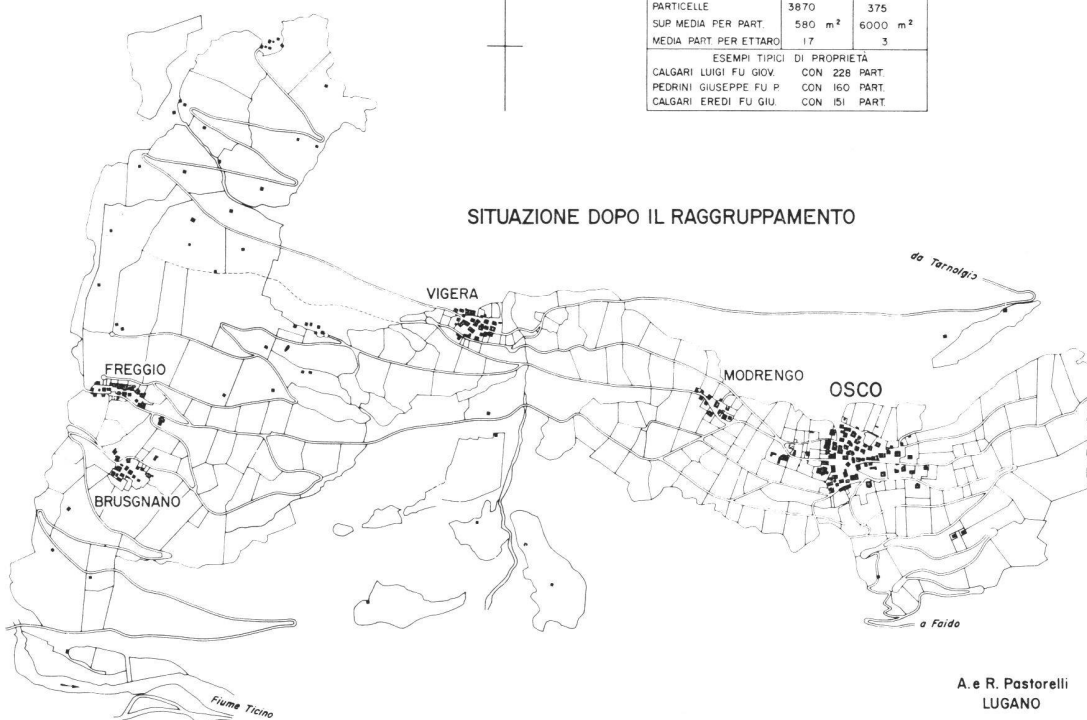 PARTICELLE 3870 375
SUP. MEDIA PER PART. 580 m² 6000 m²
MEDIA PART. PER ETTARO 17 3
ESEMPI TIPICI DI PROPRIETÀ
CALGARI LUIGI FU GIOV. CON 228 PART.
PEDRINI GIUSEPPE FU P. CON 160 PART.
CALGARI EREDI FU GIU. CON 151 PART.
SITUAZIONE DOPO IL RAGGRUPPAMENTO
da Tarnolgio
VIGERA
FREGGIO
MODRENGO
OSCO
BRUSGNANO
a Faido
Fiume Ticino
A. e R. Pastorelli
LUGANO